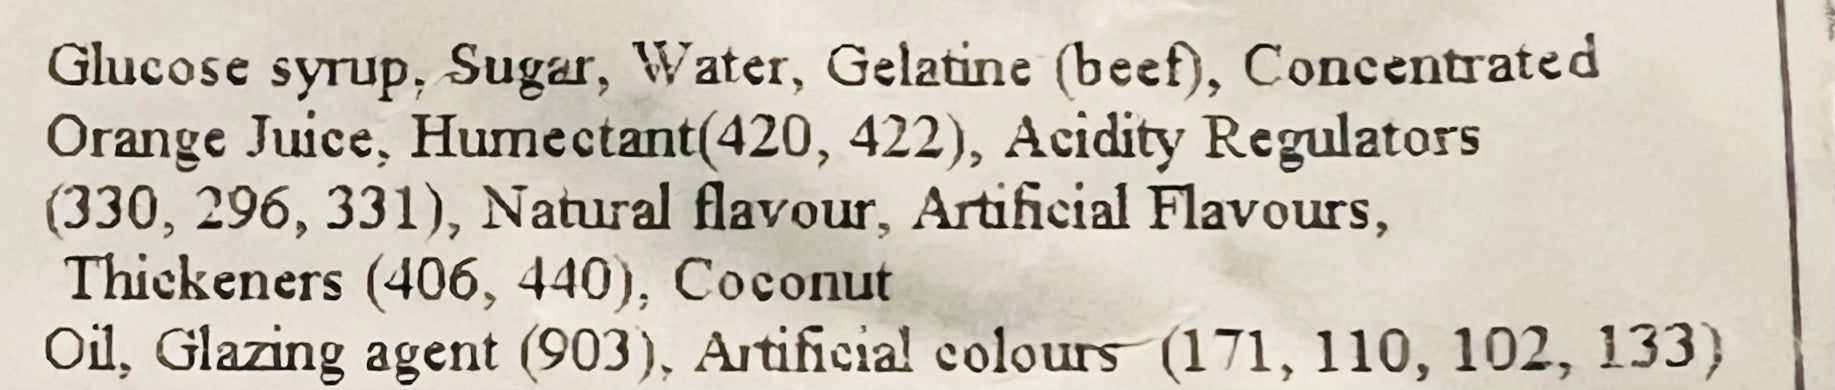 Glucose syrup, Sugar, Water, Gelatine (beef), Concentrated
Orange Juice, Humectant(420, 422), Acidity Regulators
(330, 296, 331), Natural flavour, Artificial Flavours,
Thickeners (406, 440), Coconut
Oil, Glazing agent (903), Artificial colours (171, 110, 102, 133)